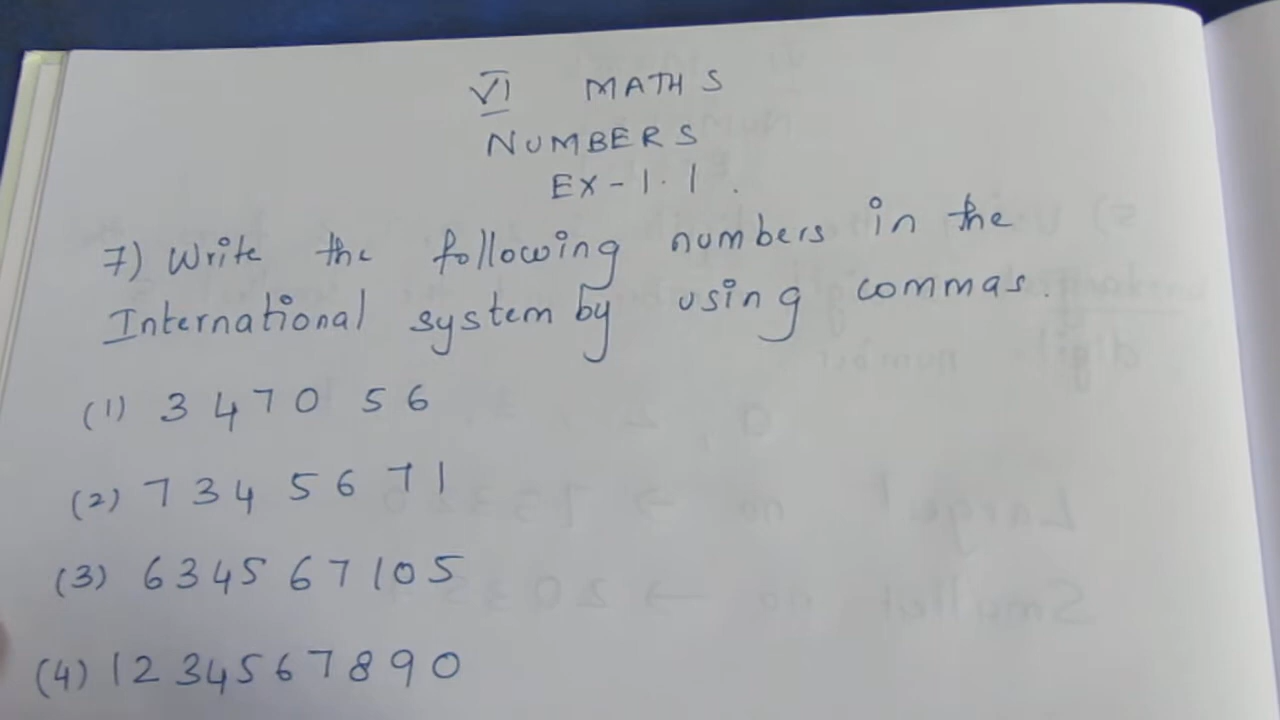 VI MATHS
NUMBERS
EX-1.1.
7) Write the following numbers in the
International system by using commas.
(1) 3 4 7 0 5 6
(2) 7 3 4 5 6 7 1
(3) 6 3 4 5 6 7 1 0 5
(4) 1 2 3 4 5 6 7 8 9 0